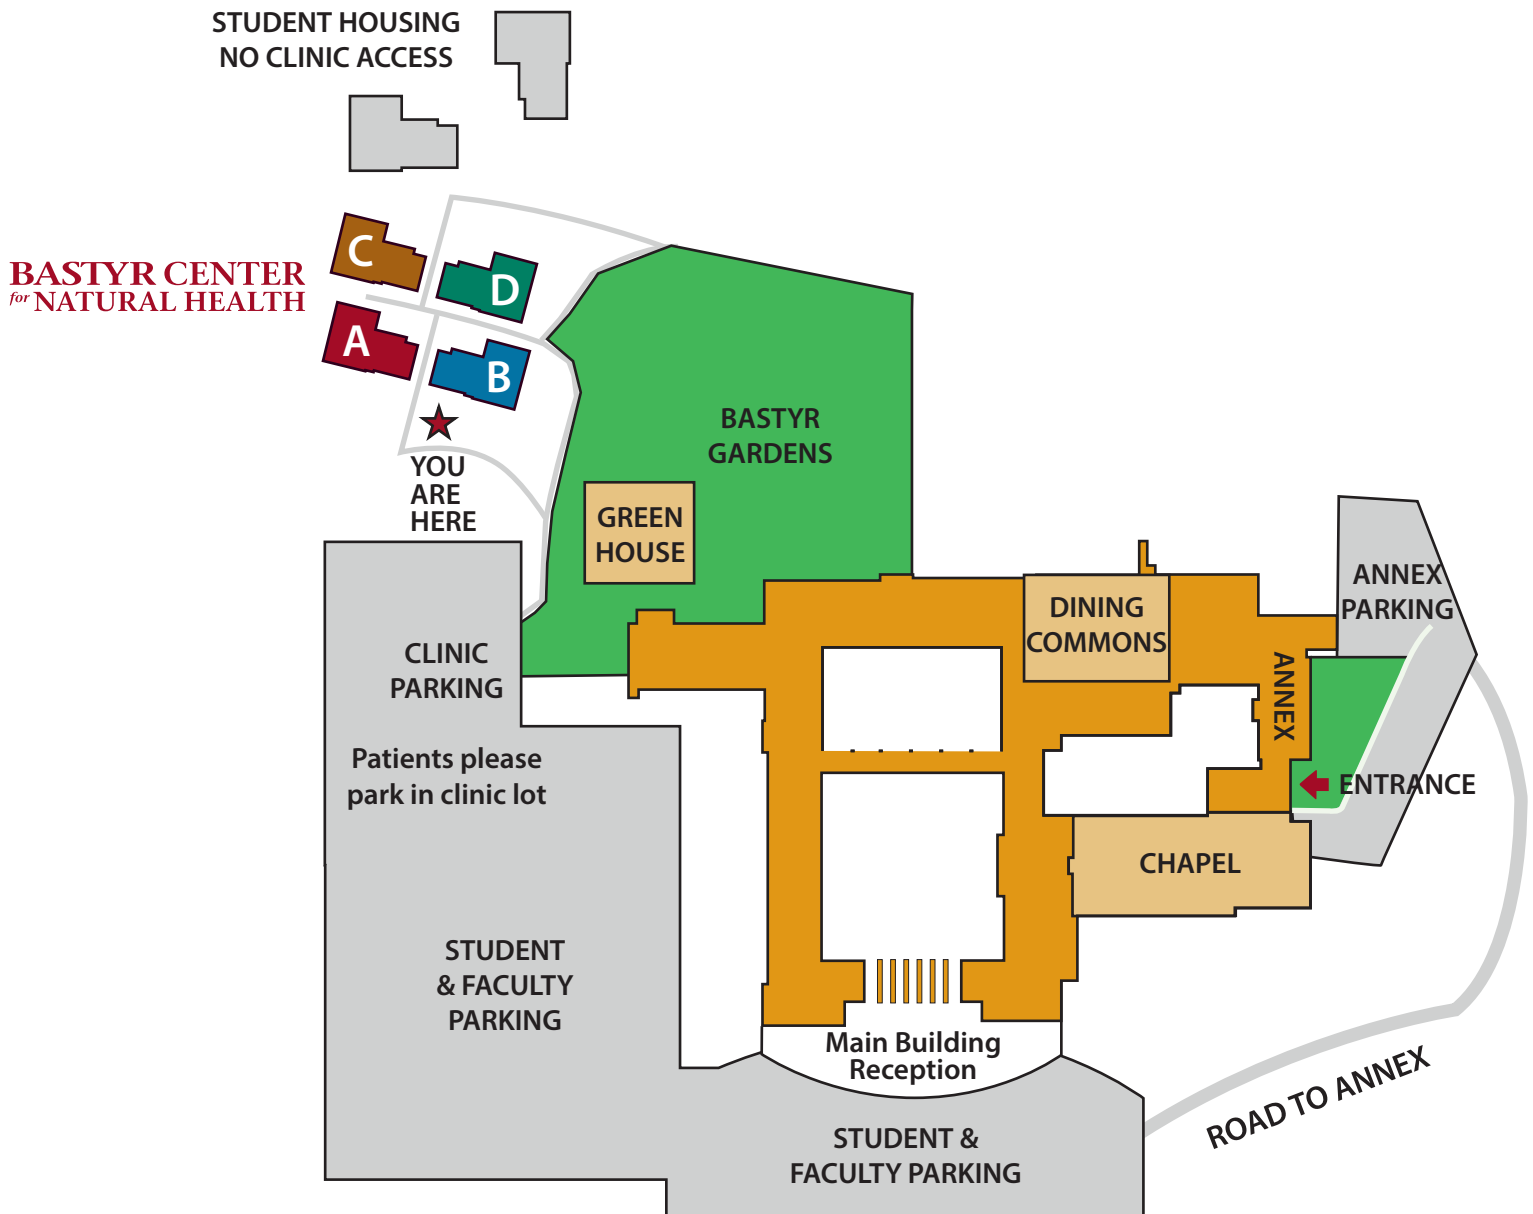 STUDENT HOUSING
NO CLINIC ACCESS
C
D
BASTYR CENTER
for NATURAL HEALTH
A
B
YOU
ARE
HERE
BASTYR
GARDENS
GREEN
HOUSE
CLINIC
PARKING
Patients please
park in clinic lot
DINING
COMMONS
ANNEX
PARKING
ANNEX
ENTRANCE
CHAPEL
STUDENT
& FACULTY
PARKING
Main Building
Reception
ROAD TO ANNEX
STUDENT &
FACULTY PARKING